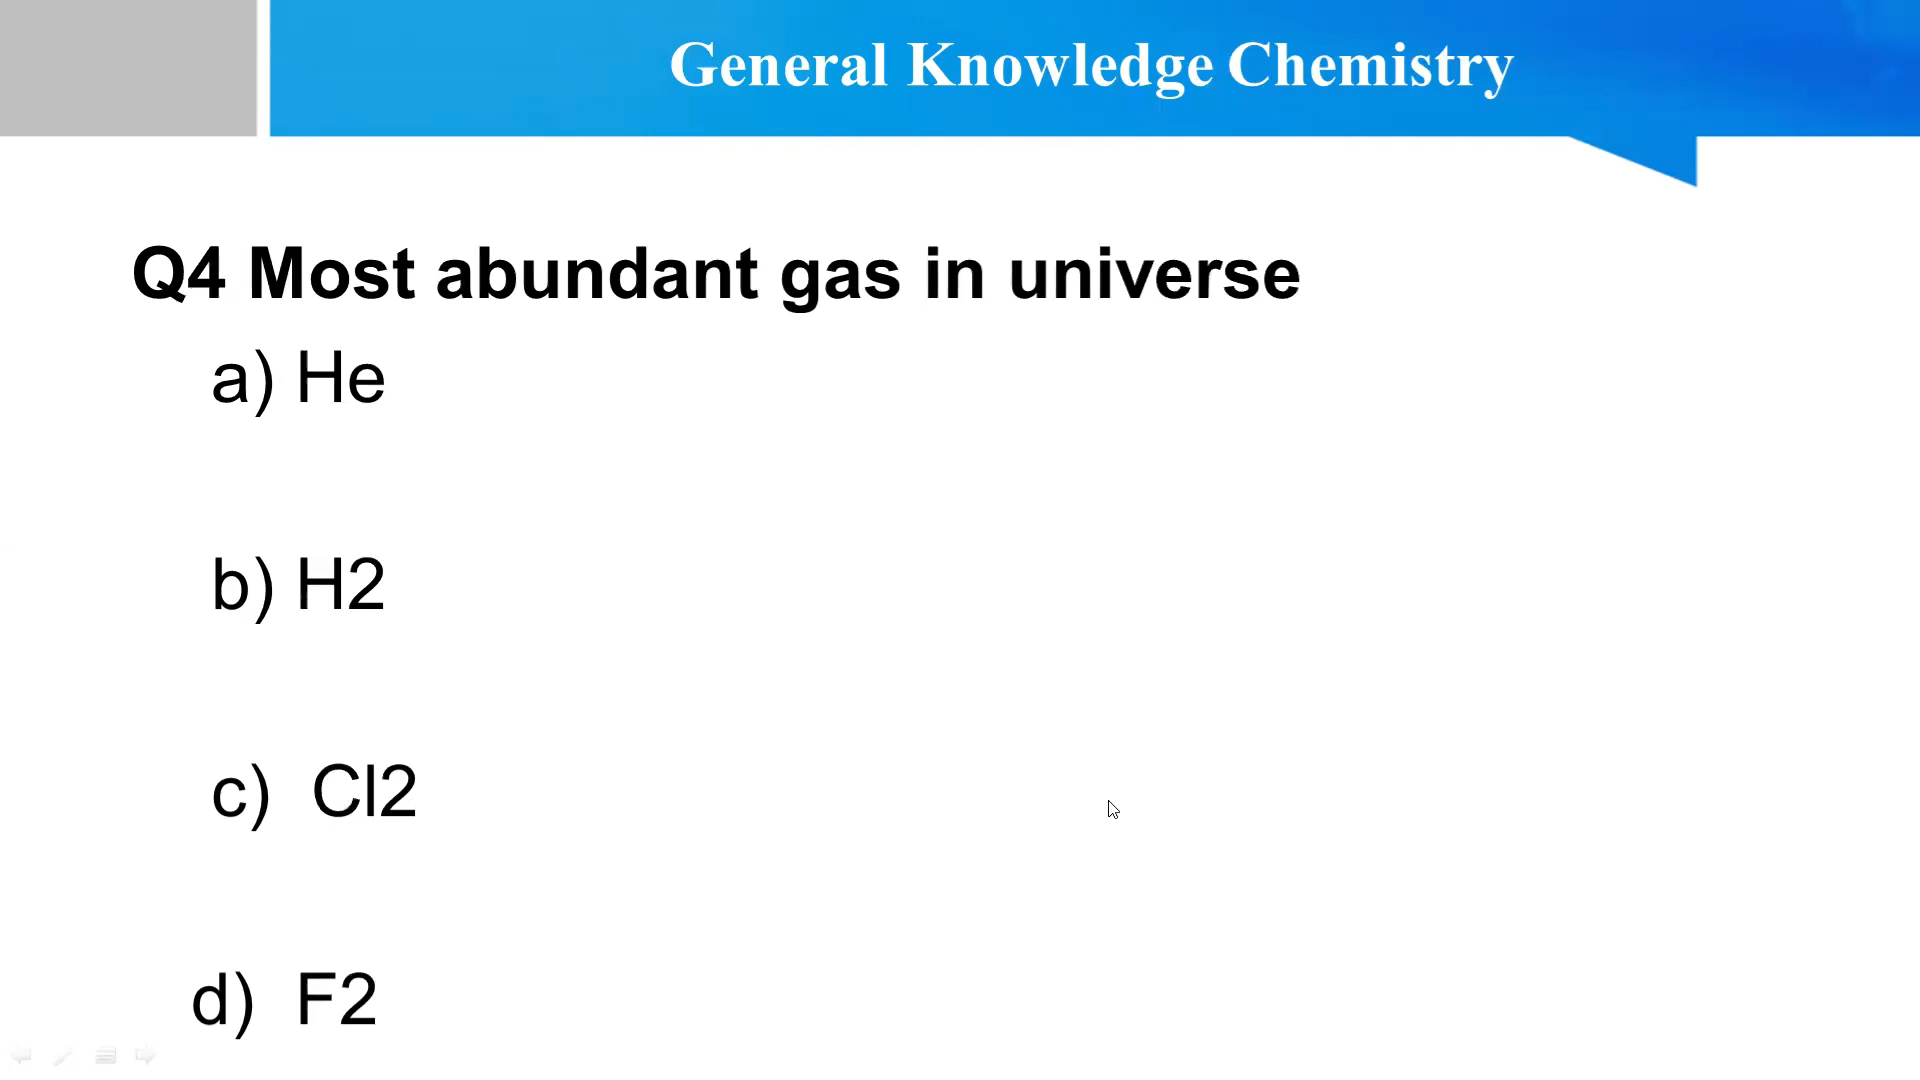 General Knowledge Chemistry
Q4 Most abundant gas in universe
a) He
b) H2
c) Cl2
d) F2